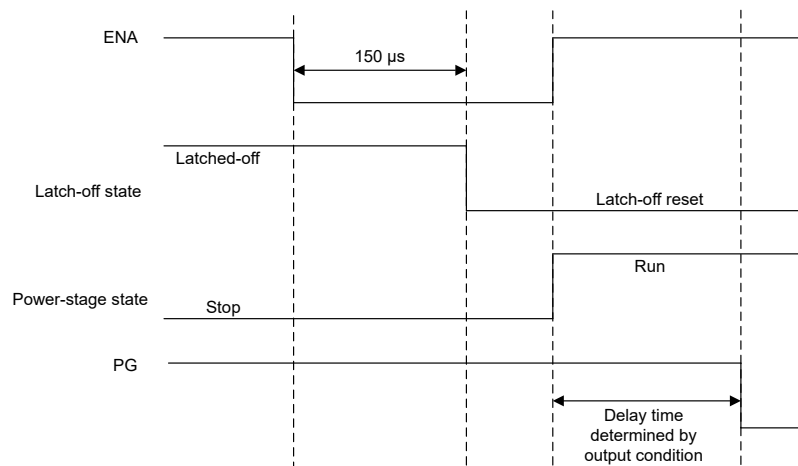 ENA
150 µs
Latched-off
Latch-off state
Latch-off reset
Run
Power-stage state
Stop
PG
Delay time
determined by
output condition